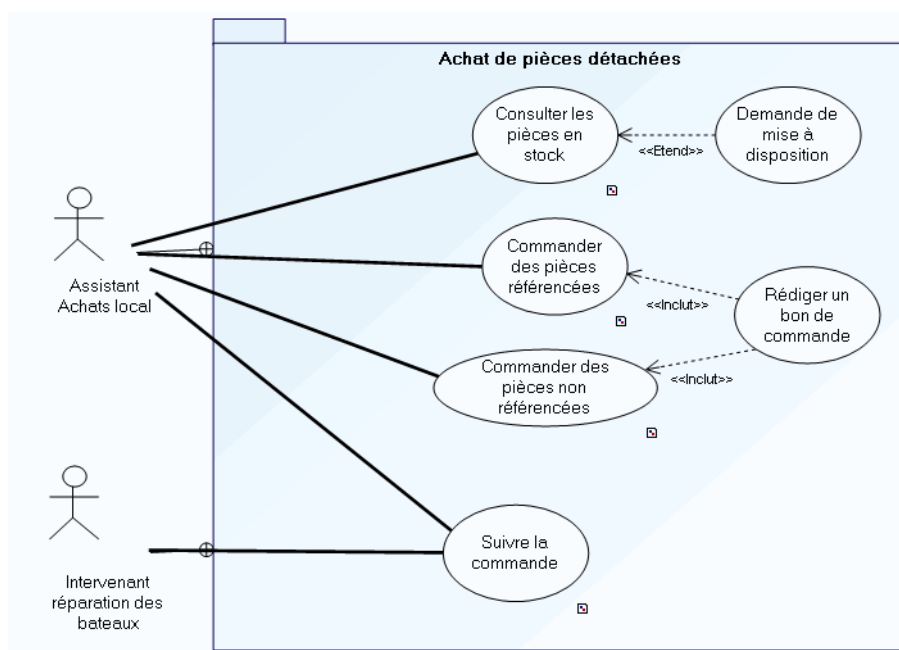 Achat de pièces détachées
Consulter les
pièces en
stock
<<Etend>>
Demande de
mise à
disposition
Assistant
Achats local
Commander
des pièces
référencées
<<Inclut>>
Rédiger un
bon de
commande
Commander des
pièces non
référencées
<<Inclut>>
Suivre la
commande
Intervenant
réparation des
bateaux